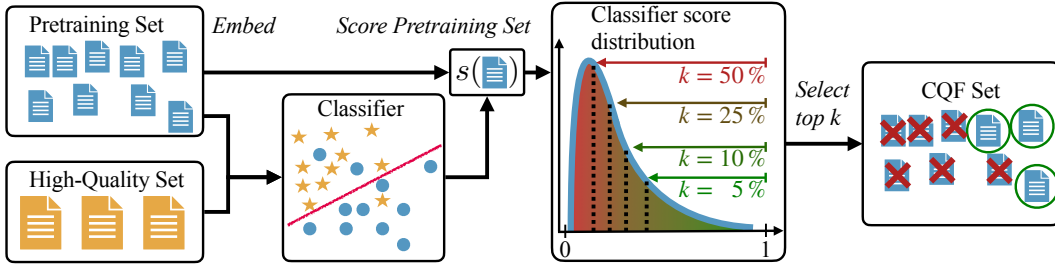 Pretraining Set
Embed
High-Quality Set
Classifier
Score Pretraining Set
s( )
Classifier score
distribution
k = 50 %
k = 25 %
k = 10 %
k = 5 %
0
1
Select
top k
CQF Set